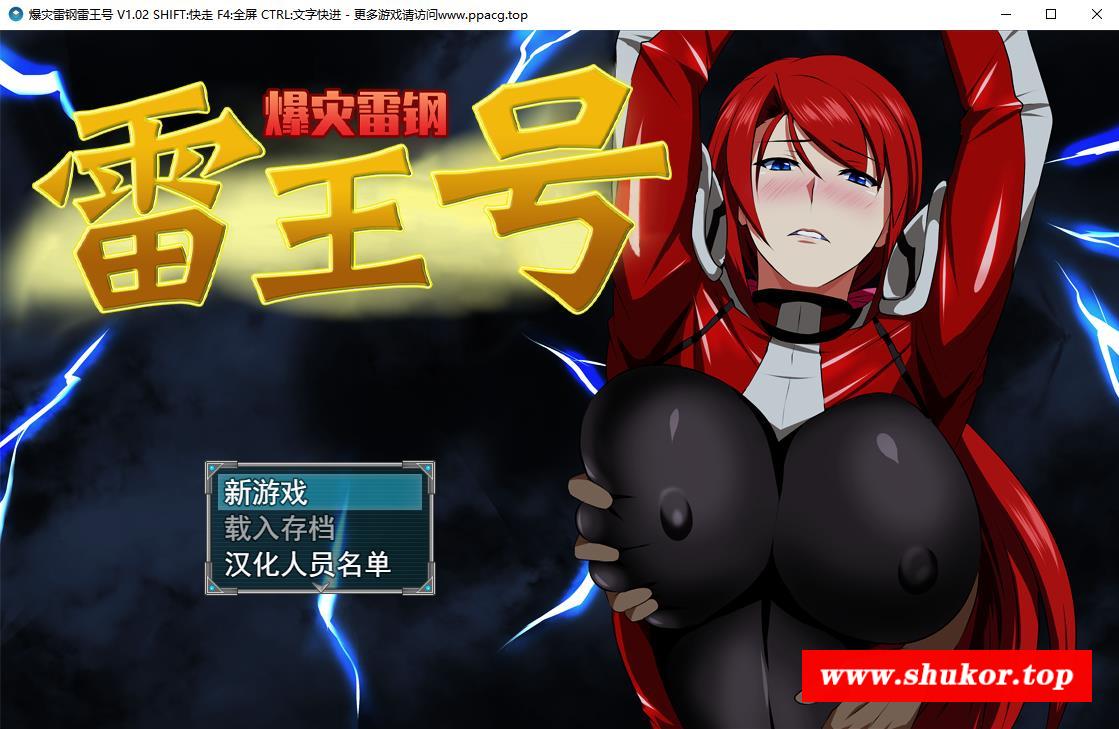 爆灾雷钢雷王号 V1.02 SHIFT:快走 F4:全屏 CTRL:文字快进 - 更多游戏请访问www.ppacg.top
爆灾雷钢
雷王号
新游戏
载入存档
汉化人员名单
www.shukor.top